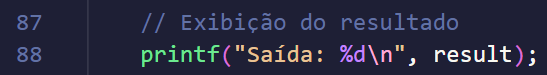 87 // Exibição do resultado
88 printf("Saída: %d\n", result);